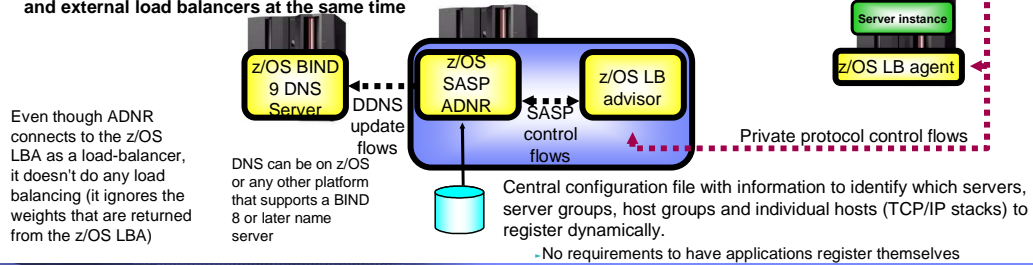 and external load balancers at the same time
Server instance
z/OS BIND
9 DNS
Server
z/OS
SASP
ADNR
z/OS LB
advisor
z/OS LB agent
DDNS
update
flows
SASP
control
flows
Private protocol control flows
Even though ADNR
connects to the z/OS
LBA as a load-balancer,
it doesn't do any load
balancing (it ignores the
weights that are returned
from the z/OS LBA)
DNS can be on z/OS
or any other platform
that supports a BIND
8 or later name
server
Central configuration file with information to identify which servers,
server groups, host groups and individual hosts (TCP/IP stacks) to
register dynamically.
-No requirements to have applications register themselves